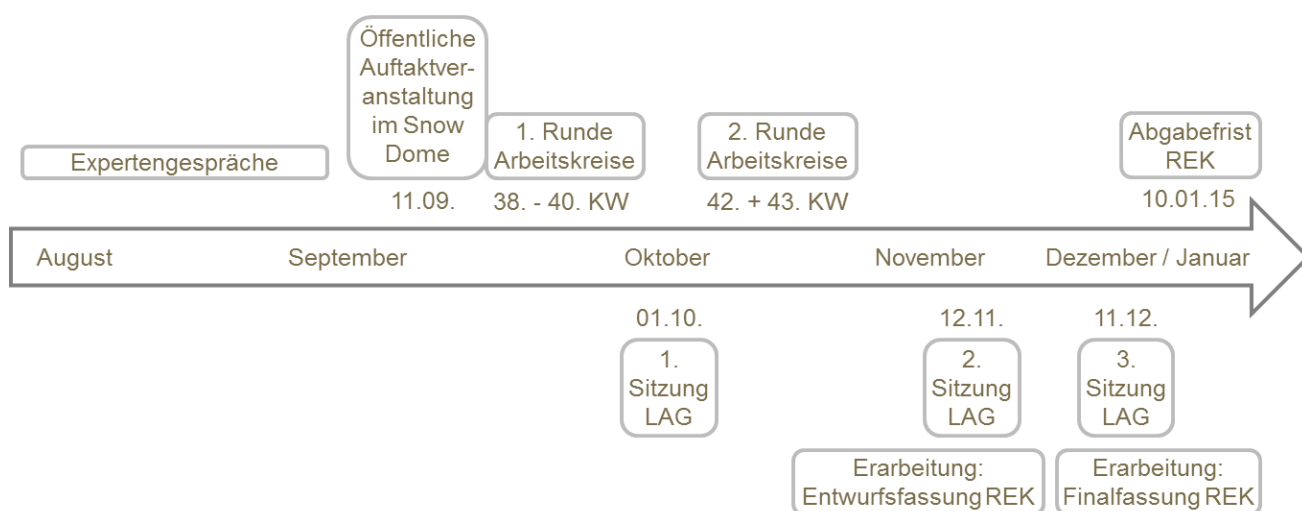 Öffentliche
Auftaktver-
anstaltung
im Snow
Dome
Expertengespräche
1. Runde
Arbeitskreise
2. Runde
Arbeitskreise
Abgabefrist
REK
11.09.
38. - 40. KW
42. + 43. KW
10.01.15
August
September
Oktober
November
Dezember / Januar
01.10.
12.11.
11.12.
1.
Sitzung
LAG
2.
Sitzung
LAG
3.
Sitzung
LAG
Erarbeitung:
Entwurfsfassung REK
Erarbeitung:
Finalfassung REK